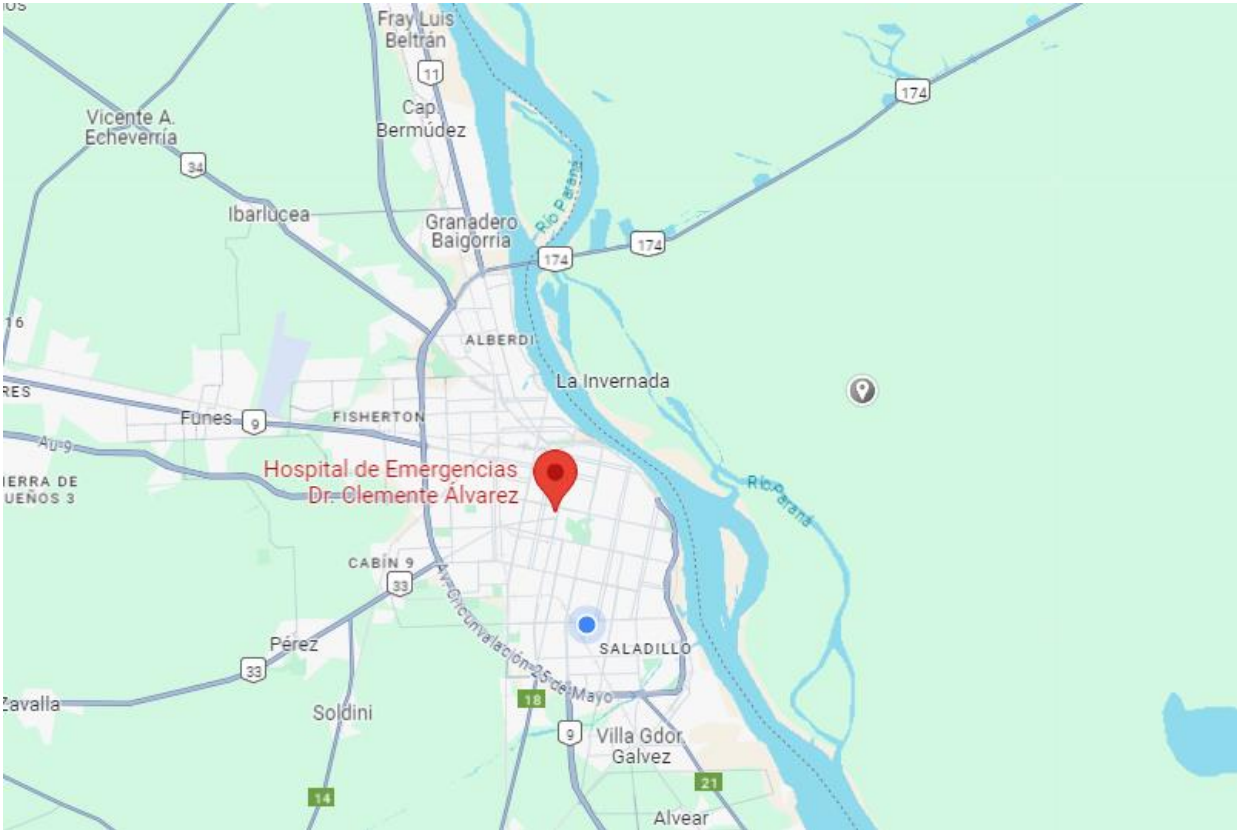 OS
Fray Luis
Beltrán
11
174
Cap.
Bermúdez
Vicente A.
Echeverría
34
Río Paraná
Ibarlucea
Granadero
Baigorria
174
174
16
ALBERDI
La Invernada
RES
Funes
9
FISHERTON
Au-9
Hospital de Emergencias
Dr. Clemente Álvarez
IERRA DE
UEÑOS 3
Río Paraná
CABÍN 9
33
Av. Circunvalación 25 de Mayo
Pérez
SALADILLO
33
Zavalla
18
Soldini
9
Villa Gdor.
Galvez
21
14
Alvear